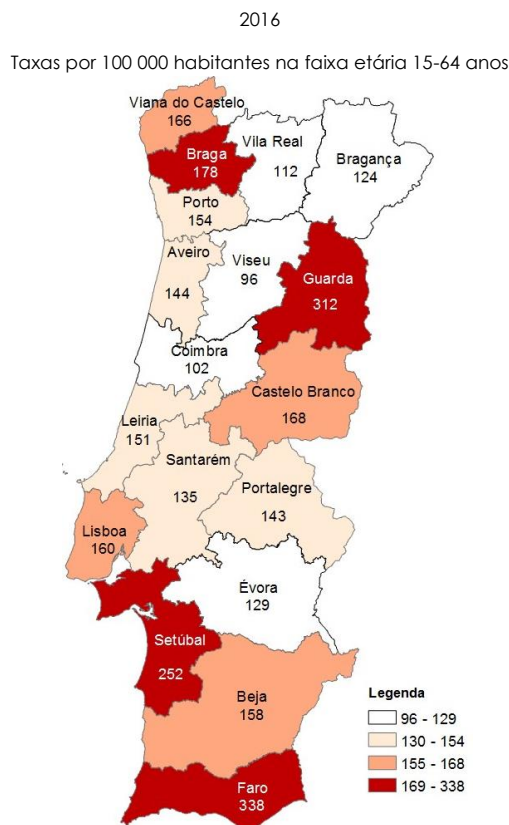 2016
Taxas por 100 000 habitantes na faixa etária 15-64 anos
Viana do Castelo
166
Braga
178
Vila Real
112
Bragança
124
Porto
154
Aveiro
144
Viseu
96
Guarda
312
Coimbra
102
Castelo Branco
168
Leiria
151
Santarém
135
Portalegre
143
Lisboa
160
Évora
129
Setúbal
252
Beja
158
Faro
338
Legenda
96 - 129
130 - 154
155 - 168
169 - 338